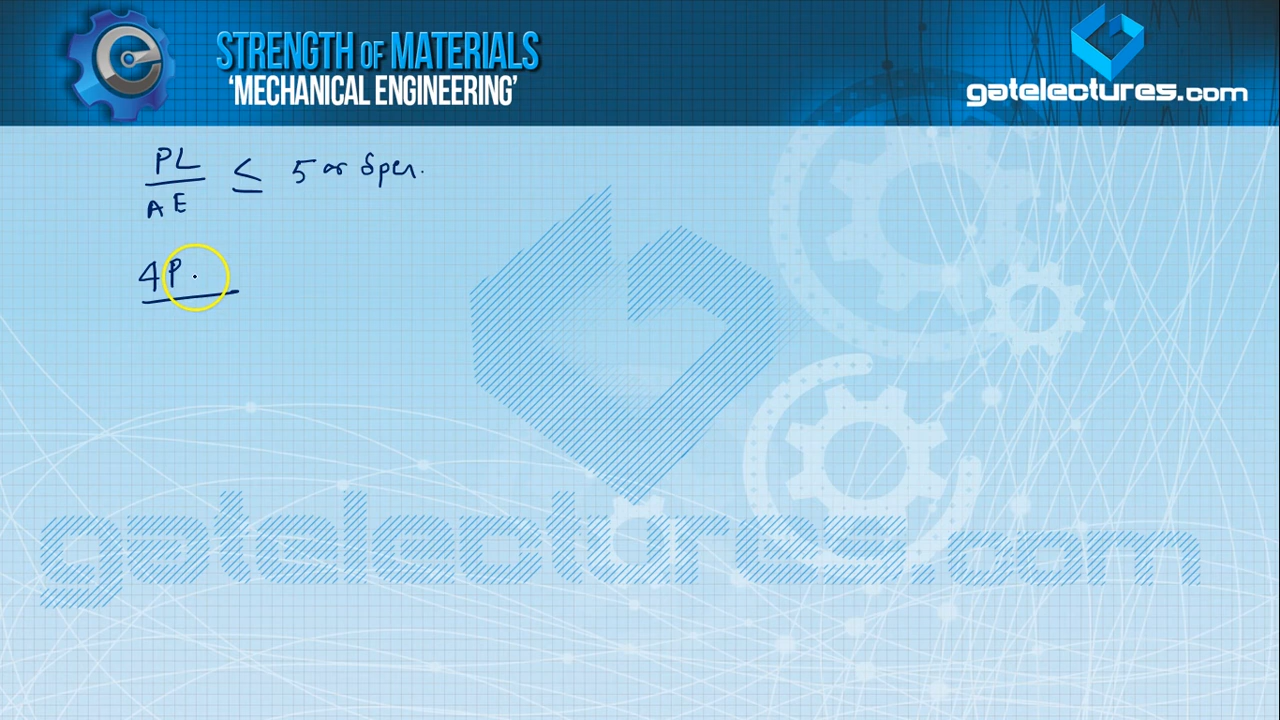 STRENGTH OF MATERIALS
'MECHANICAL ENGINEERING'
gatelectures.com
PL
AE
≤ 5 or δper.
4P
gatelectures.com